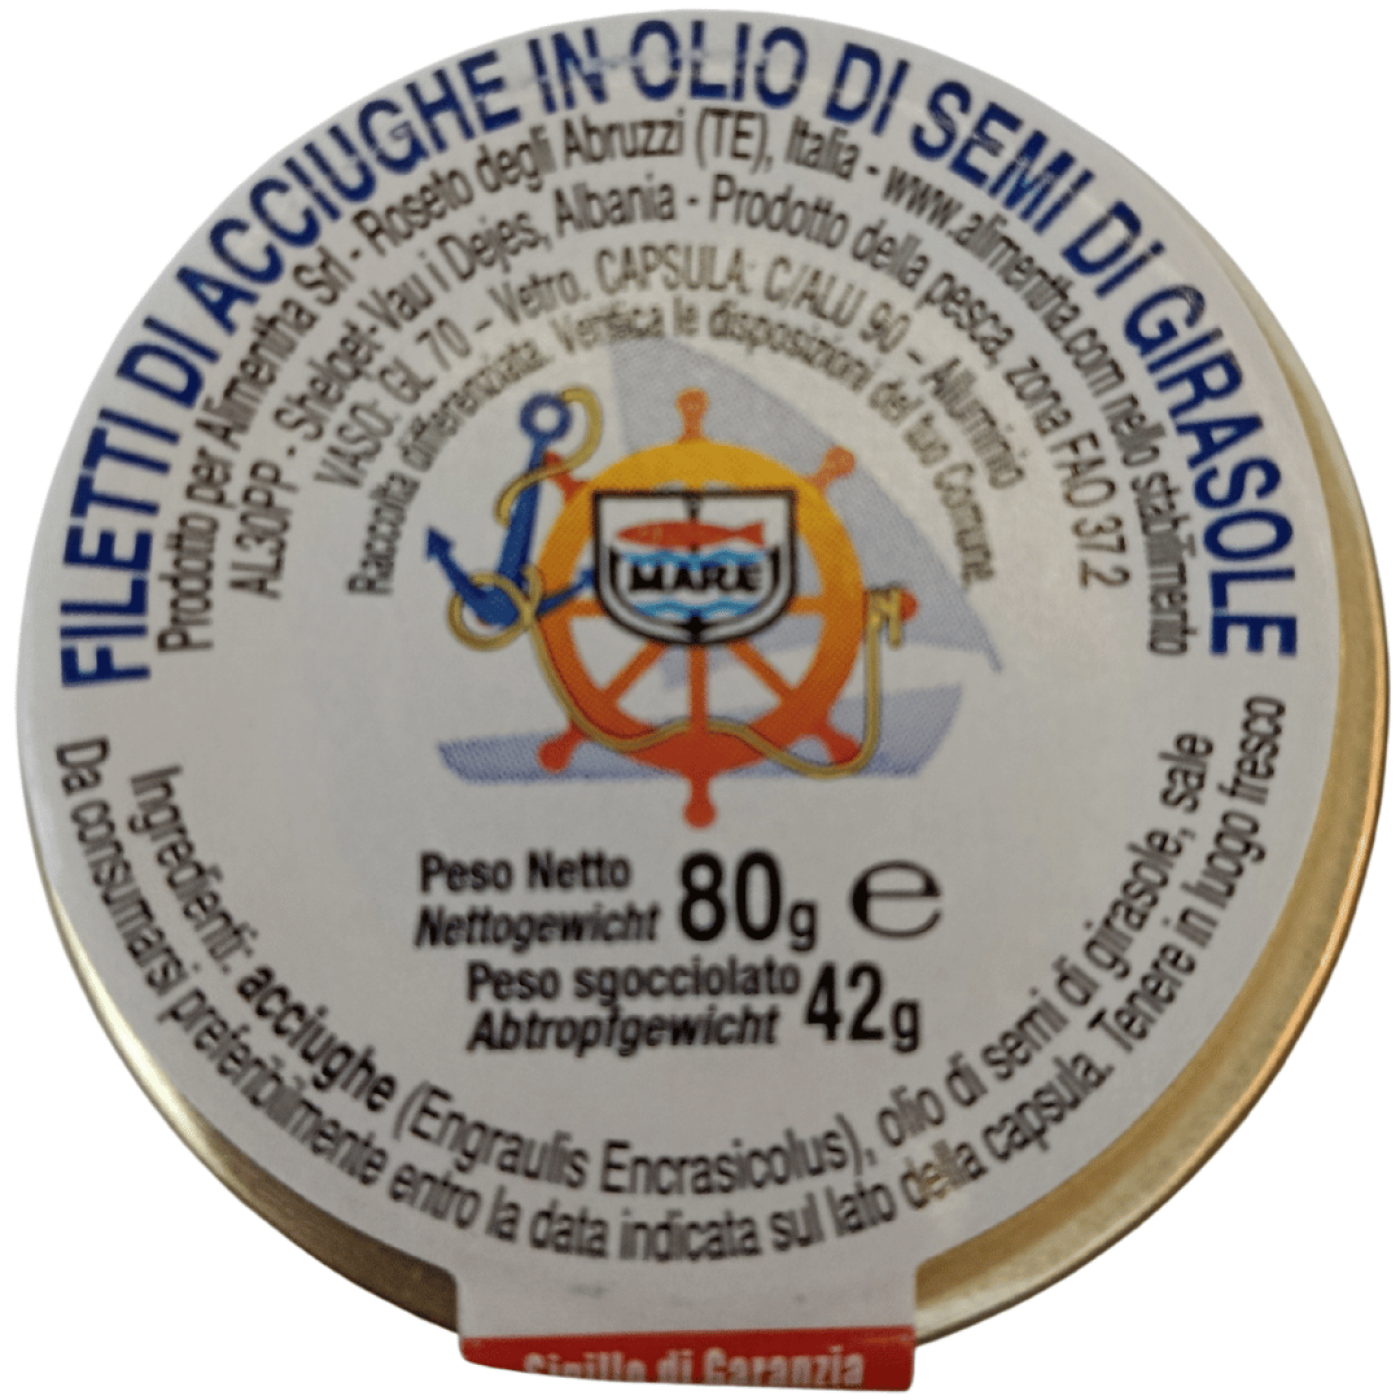 FILETTI DI ACCIUGHE IN OLIO DI SEMI DI GIRASOLE
Prodotto per Alimentitha Srl - Roseto degli Abruzzi (TE), Italia - www.alimentitha.com nello stabilimento
AL30PP - Shelqet-Vau i Dejes, Albania - Prodotto della pesca, zona FAO 37.2
VASO: GL 70 - Vetro. CAPSULA: C/ALU 90 - Alluminio
Raccolta differenziata. Verifica le disposizioni del tuo Comune.
MARE
Peso Netto
Nettogewicht 80g e
Peso sgocciolato
Abtropfgewicht 42g
Ingredienti: acciughe (Engraulis Encrasicolus), olio di semi di girasole, sale
Da consumarsi preferibilmente entro la data indicata sul lato della capsula. Tenere in luogo fresco
Sigillo di Garanzia